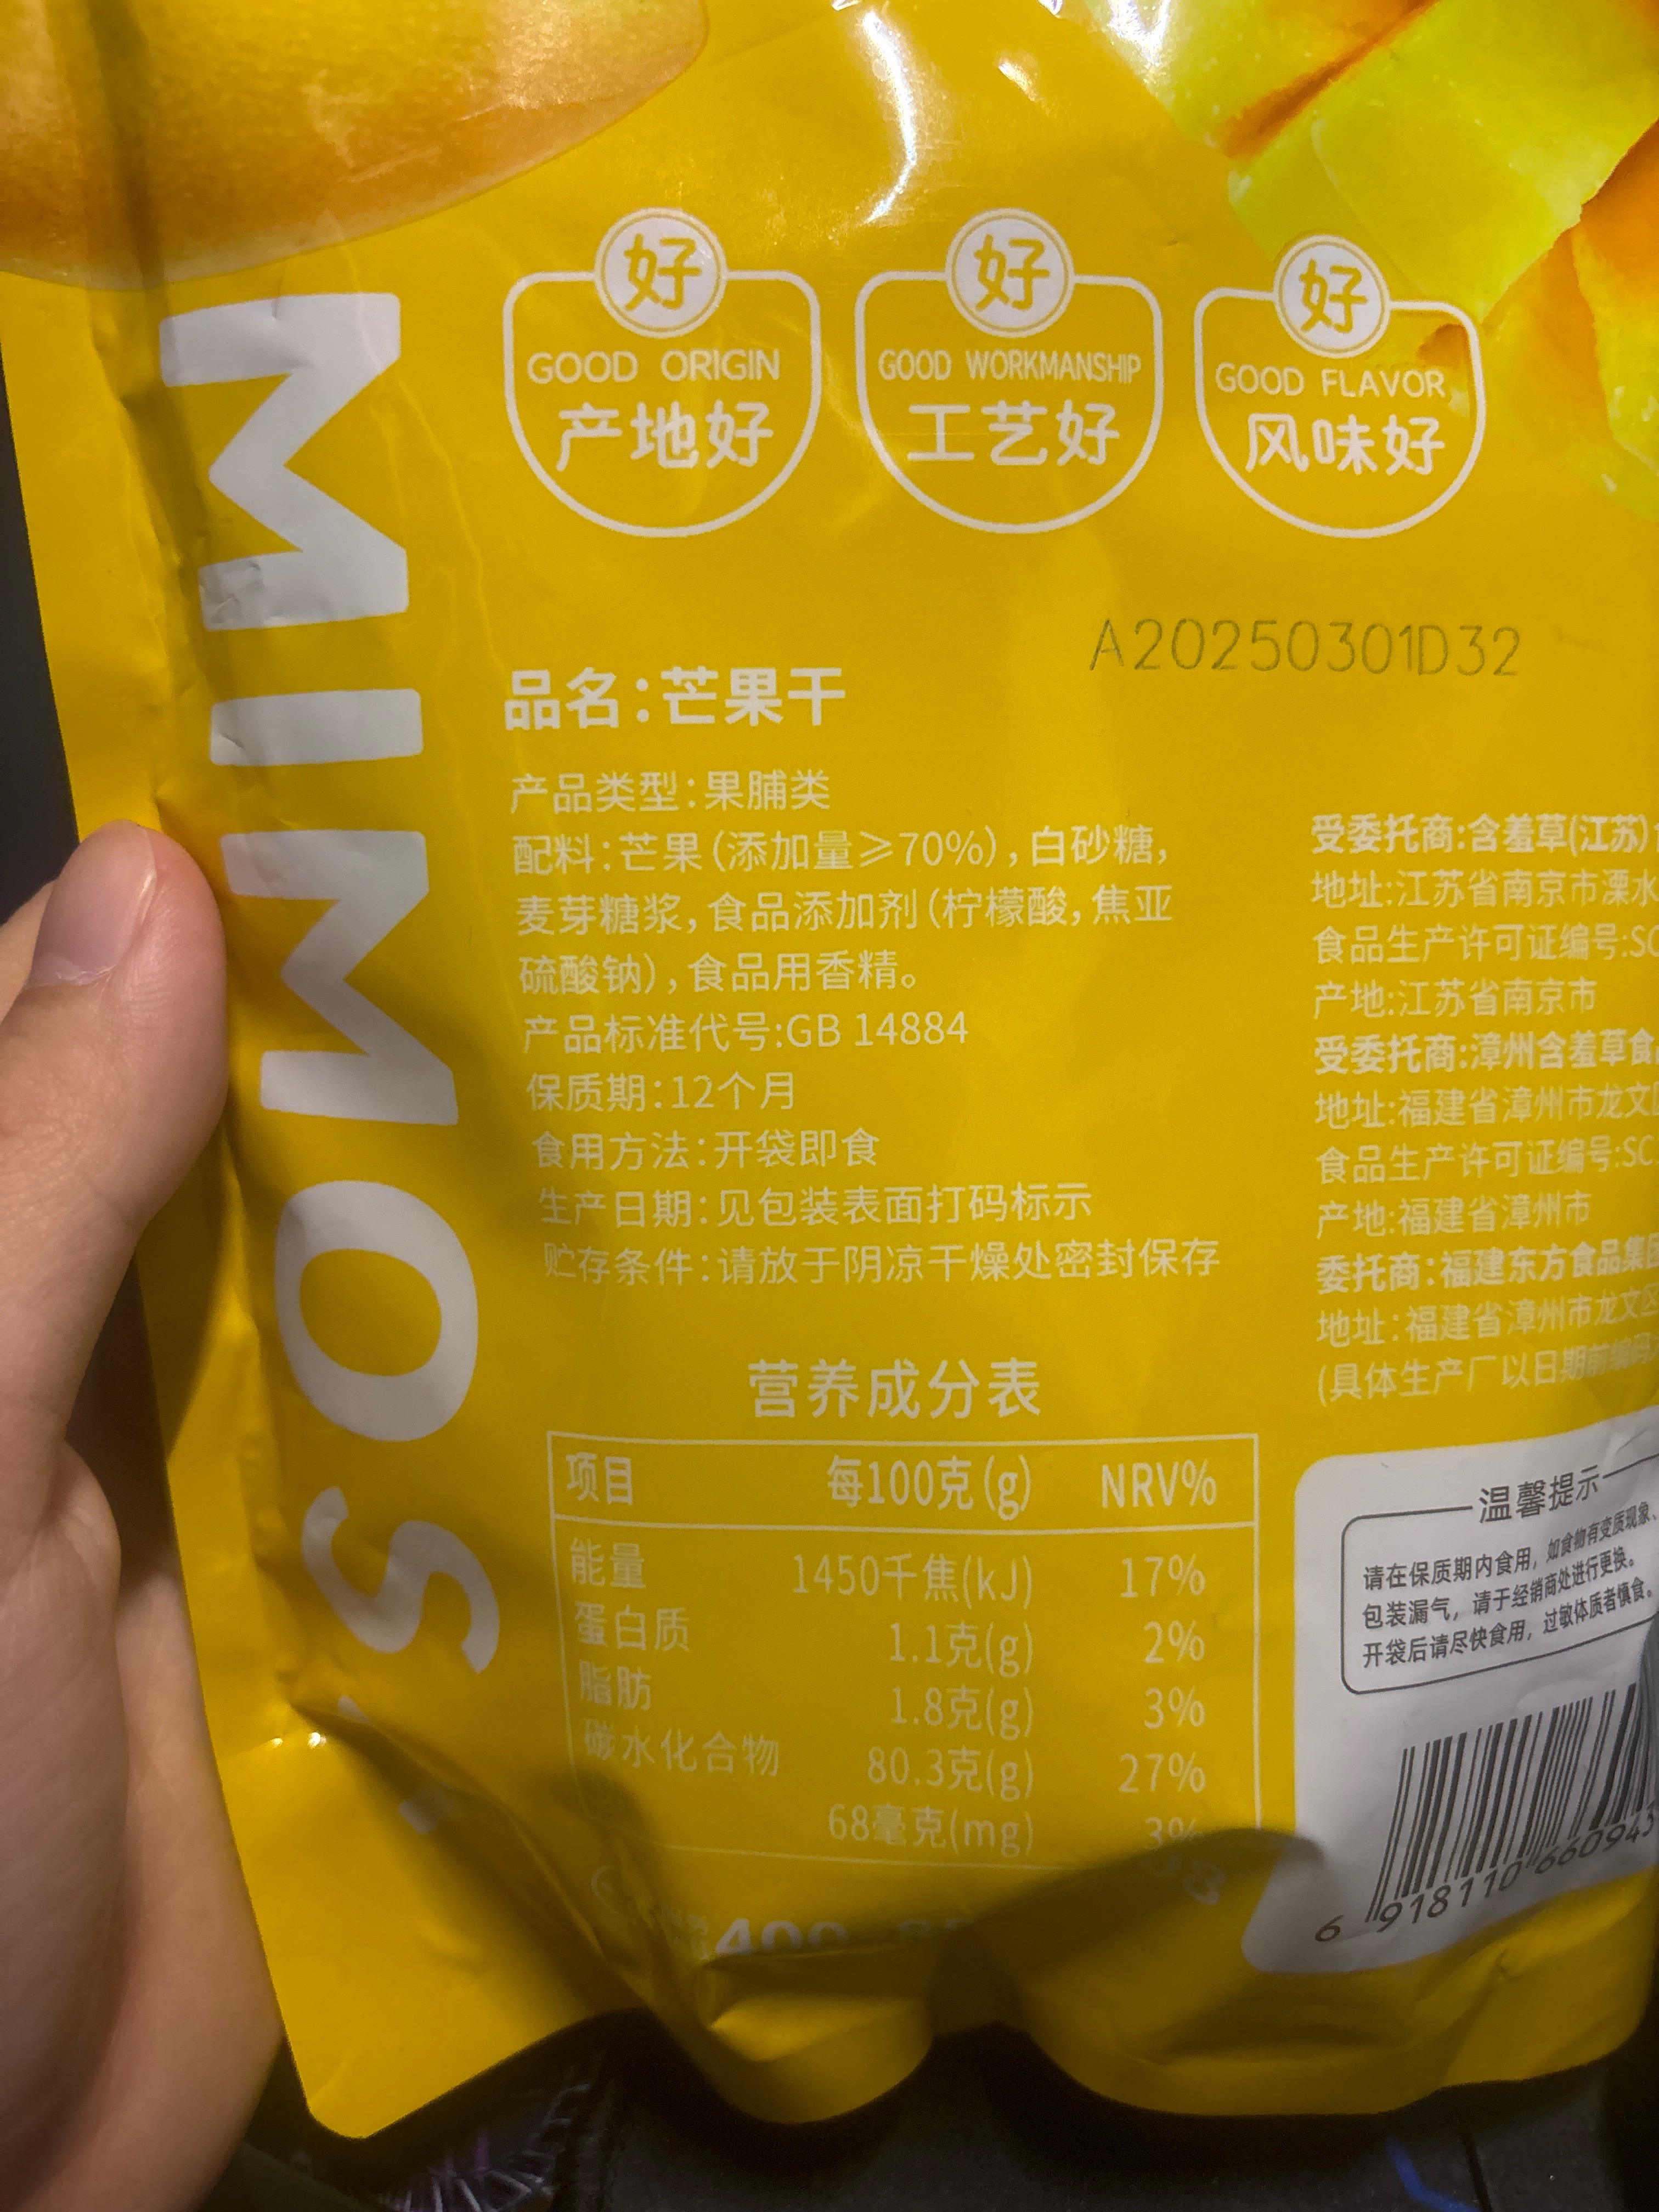 MIMOS
好
GOOD ORIGIN
产地好
好
GOOD WORKMANSHIP
工艺好
好
GOOD FLAVOR
风味好
A20250301D32
品名:芒果干
产品类型:果脯类
配料:芒果(添加量≥70%),白砂糖,
麦芽糖浆,食品添加剂(柠檬酸,焦亚
硫酸钠),食品用香精。
产品标准代号:GB 14884
保质期:12个月
食用方法:开袋即食
生产日期:见包装表面打码标示
贮存条件:请放于阴凉干燥处密封保存
营养成分表
项目 每100克(g) NRV%
能量 1450千焦(kJ) 17%
蛋白质 1.1克(g) 2%
脂肪 1.8克(g) 3%
碳水化合物 80.3克(g) 27%
68毫克(mg) 3%
400
受委托商:含羞草(江苏)
地址:江苏省南京市溧水
食品生产许可证编号:SC
产地:江苏省南京市
受委托商:漳州含羞草食
地址:福建省漳州市龙文区
食品生产许可证编号:SC
产地:福建省漳州市
委托商:福建东方食品集团
地址:福建省漳州市龙文区
(具体生产厂以日期前编码
温馨提示
请在保质期内食用,如食物有变质现象、
包装漏气,请于经销商处进行更换。
开袋后请尽快食用,过敏体质者慎食。
6 918110 660943